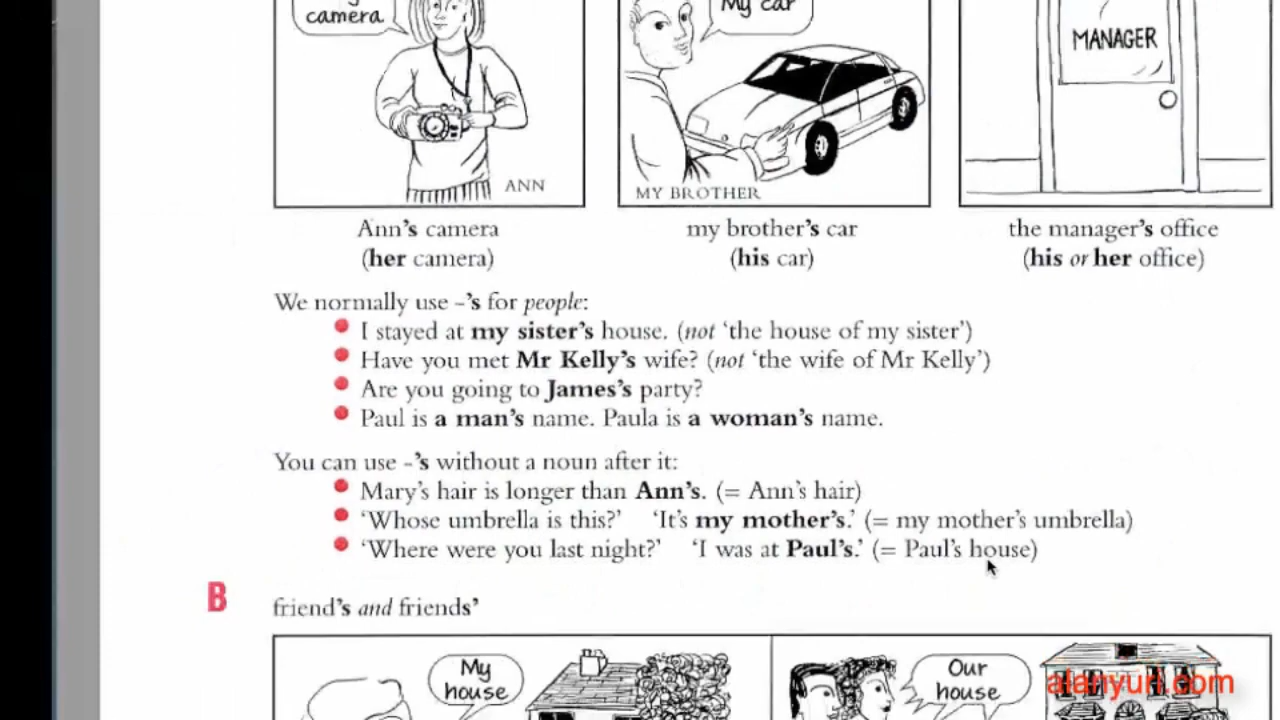 camera
My car
MANAGER
ANN
MY BROTHER
Ann's camera
(her camera)
my brother's car
(his car)
the manager's office
(his or her office)
We normally use -'s for people:
I stayed at my sister's house. (not 'the house of my sister')
Have you met Mr Kelly's wife? (not 'the wife of Mr Kelly')
Are you going to James's party?
Paul is a man's name. Paula is a woman's name.
You can use -'s without a noun after it:
Mary's hair is longer than Ann's. (= Ann's hair)
'Whose umbrella is this?' 'It's my mother's.' (= my mother's umbrella)
'Where were you last night?' 'I was at Paul's.' (= Paul's house)
B
friend's and friends'
My
house
Our
house
alanyuri.com